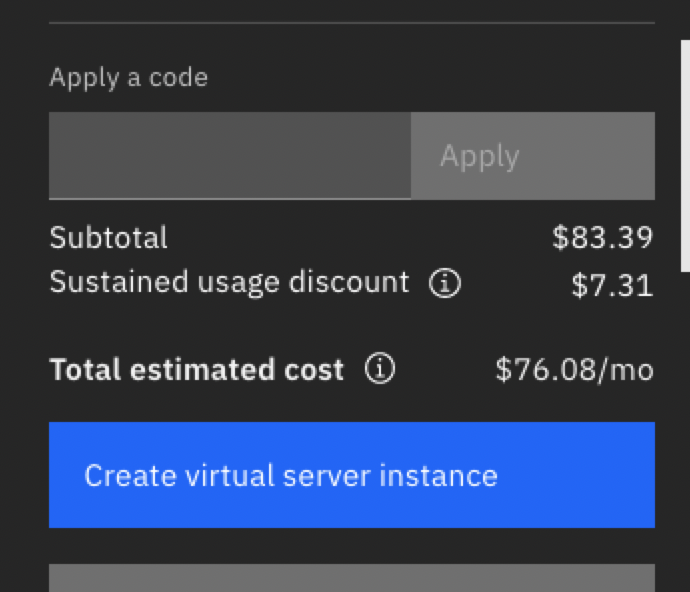 Apply a code
Apply
Subtotal $83.39
Sustained usage discount $7.31
Total estimated cost $76.08/mo
Create virtual server instance